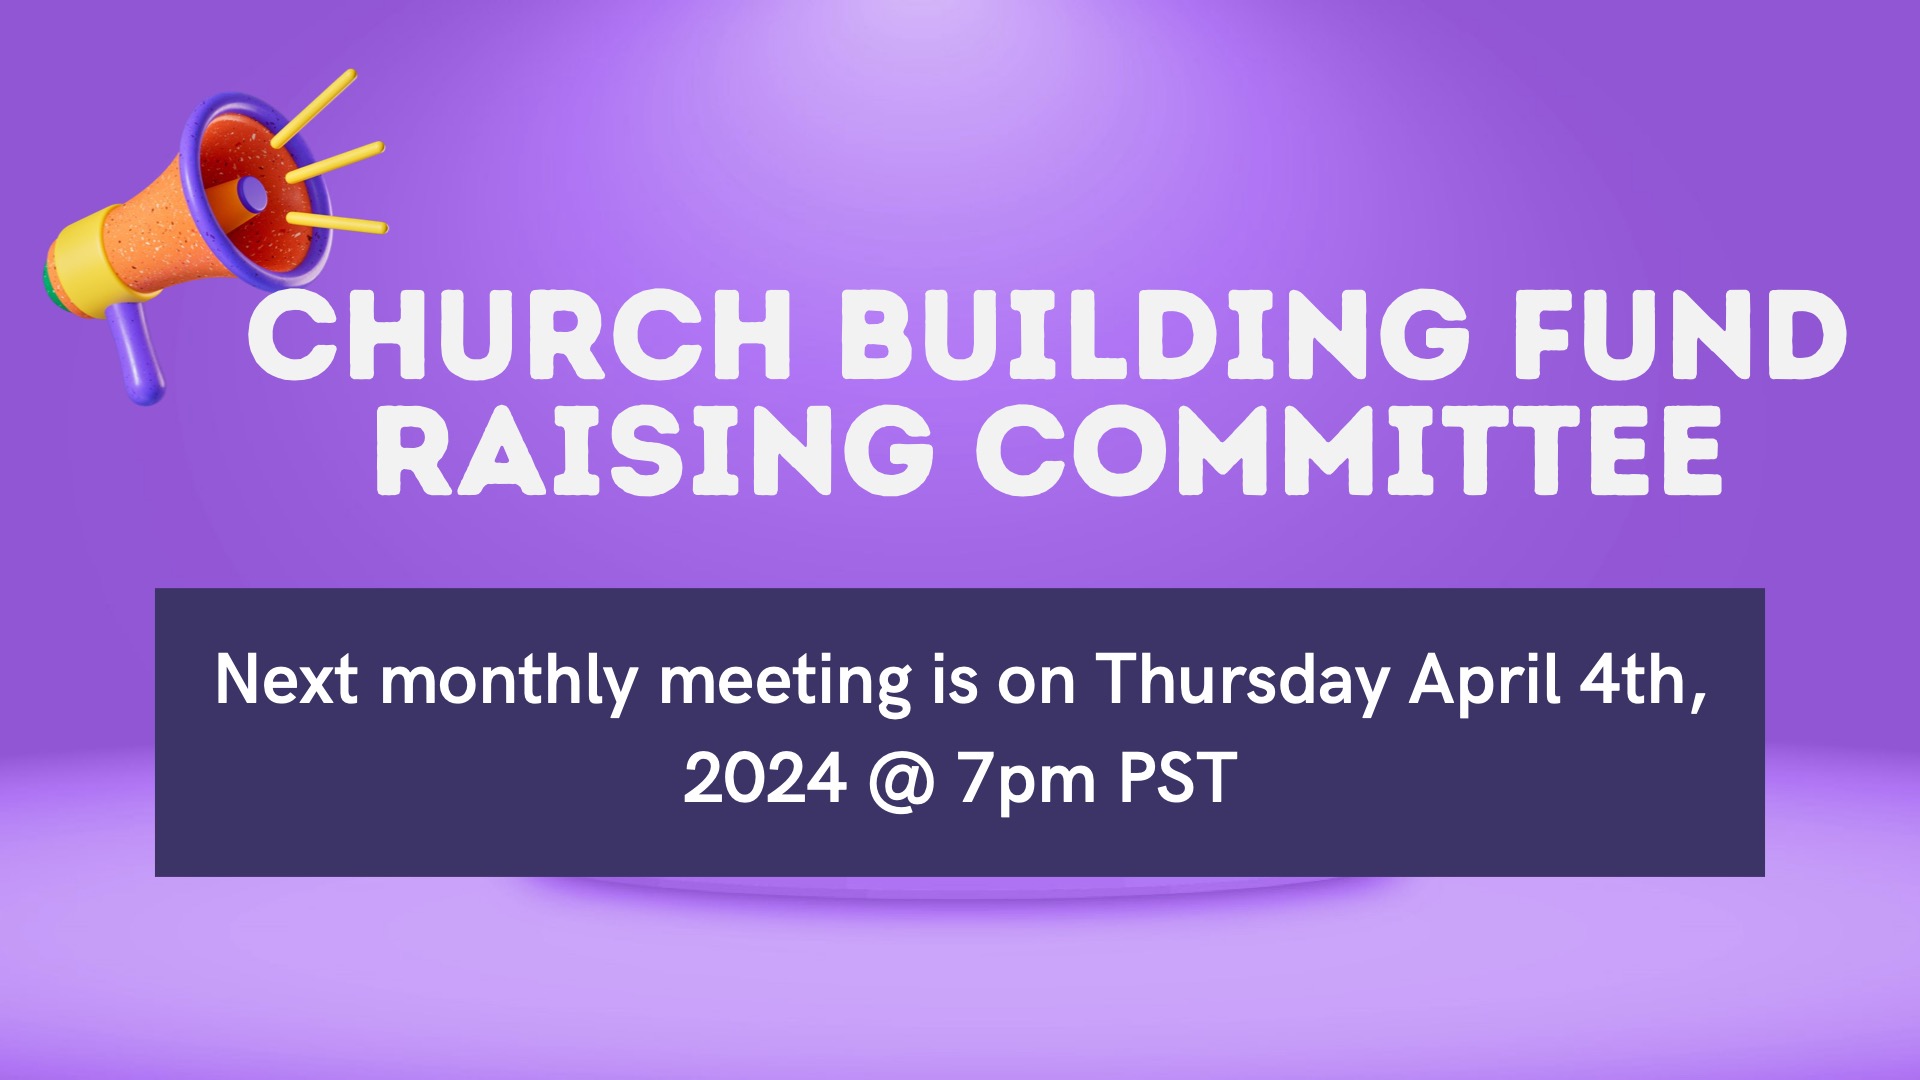 CHURCH BUILDING FUND
RAISING COMMITTEE
Next monthly meeting is on Thursday April 4th,
2024 @ 7pm PST